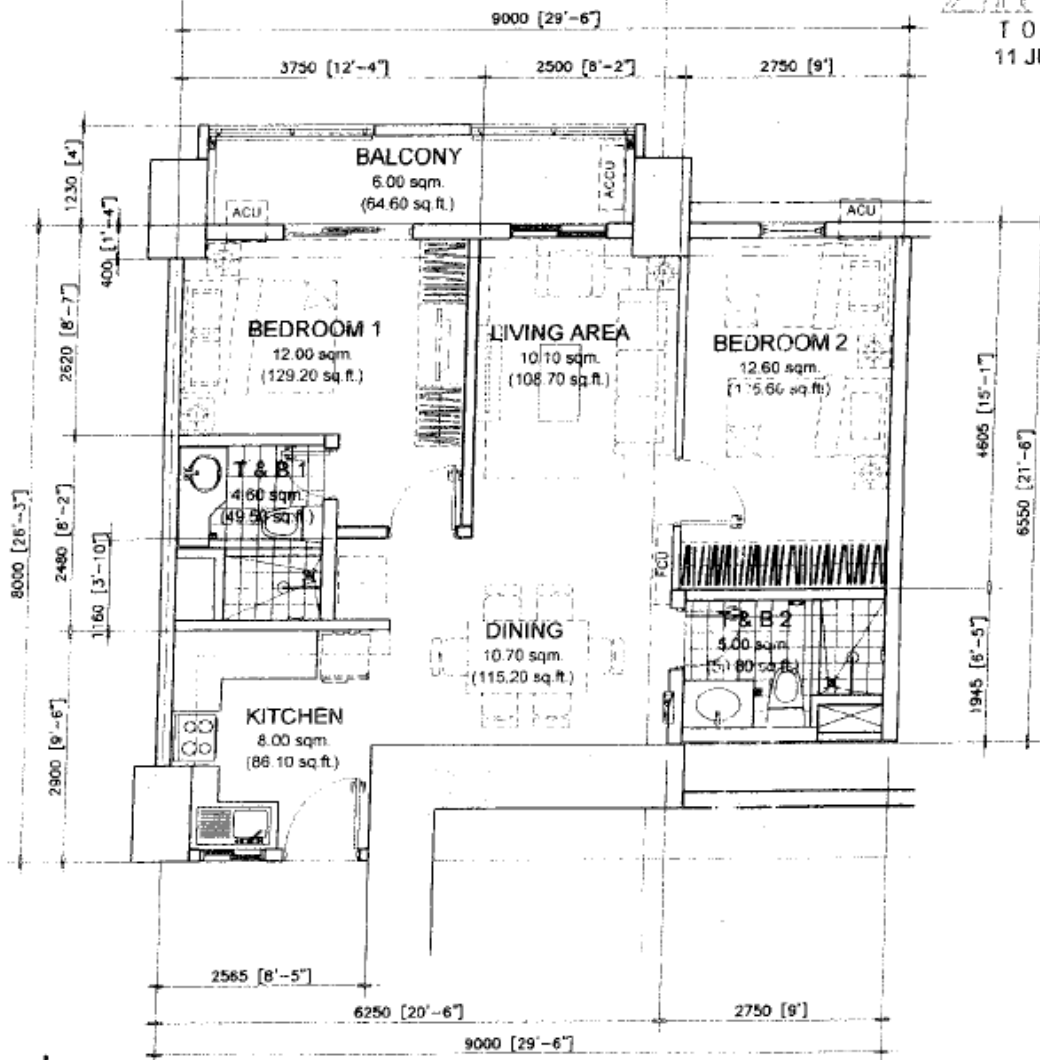 9000 [29'-6"]
T O
3750 [12'-4"]
2500 [8'-2"]
2750 [9']
1230 [4']
BALCONY
6.00 sqm.
(64.60 sq.ft.)
ACCU
ACU
ACU
400 [1'-4"]
2620 [8'-7"]
BEDROOM 1
12.00 sqm.
(129.20 sq.ft.)
LIVING AREA
10.10 sqm.
(108.70 sq.ft.)
BEDROOM 2
12.60 sqm.
4605 [15'-1"]
6550 [21'-6"]
8000 [26'-3"]
2480 [8'-2"]
1160 [3'-10"]
T & B 1
4.60 sqm.
(49.50 sq.ft.)
FCU
DINING
10.70 sqm.
(115.20 sq.ft.)
T & B 2
5.00 sqm.
1945 [6'-5"]
2900 [9'-6"]
KITCHEN
8.00 sqm.
(86.10 sq.ft.)
2565 [8'-5"]
6250 [20'-6"]
2750 [9']
9000 [29'-6"]